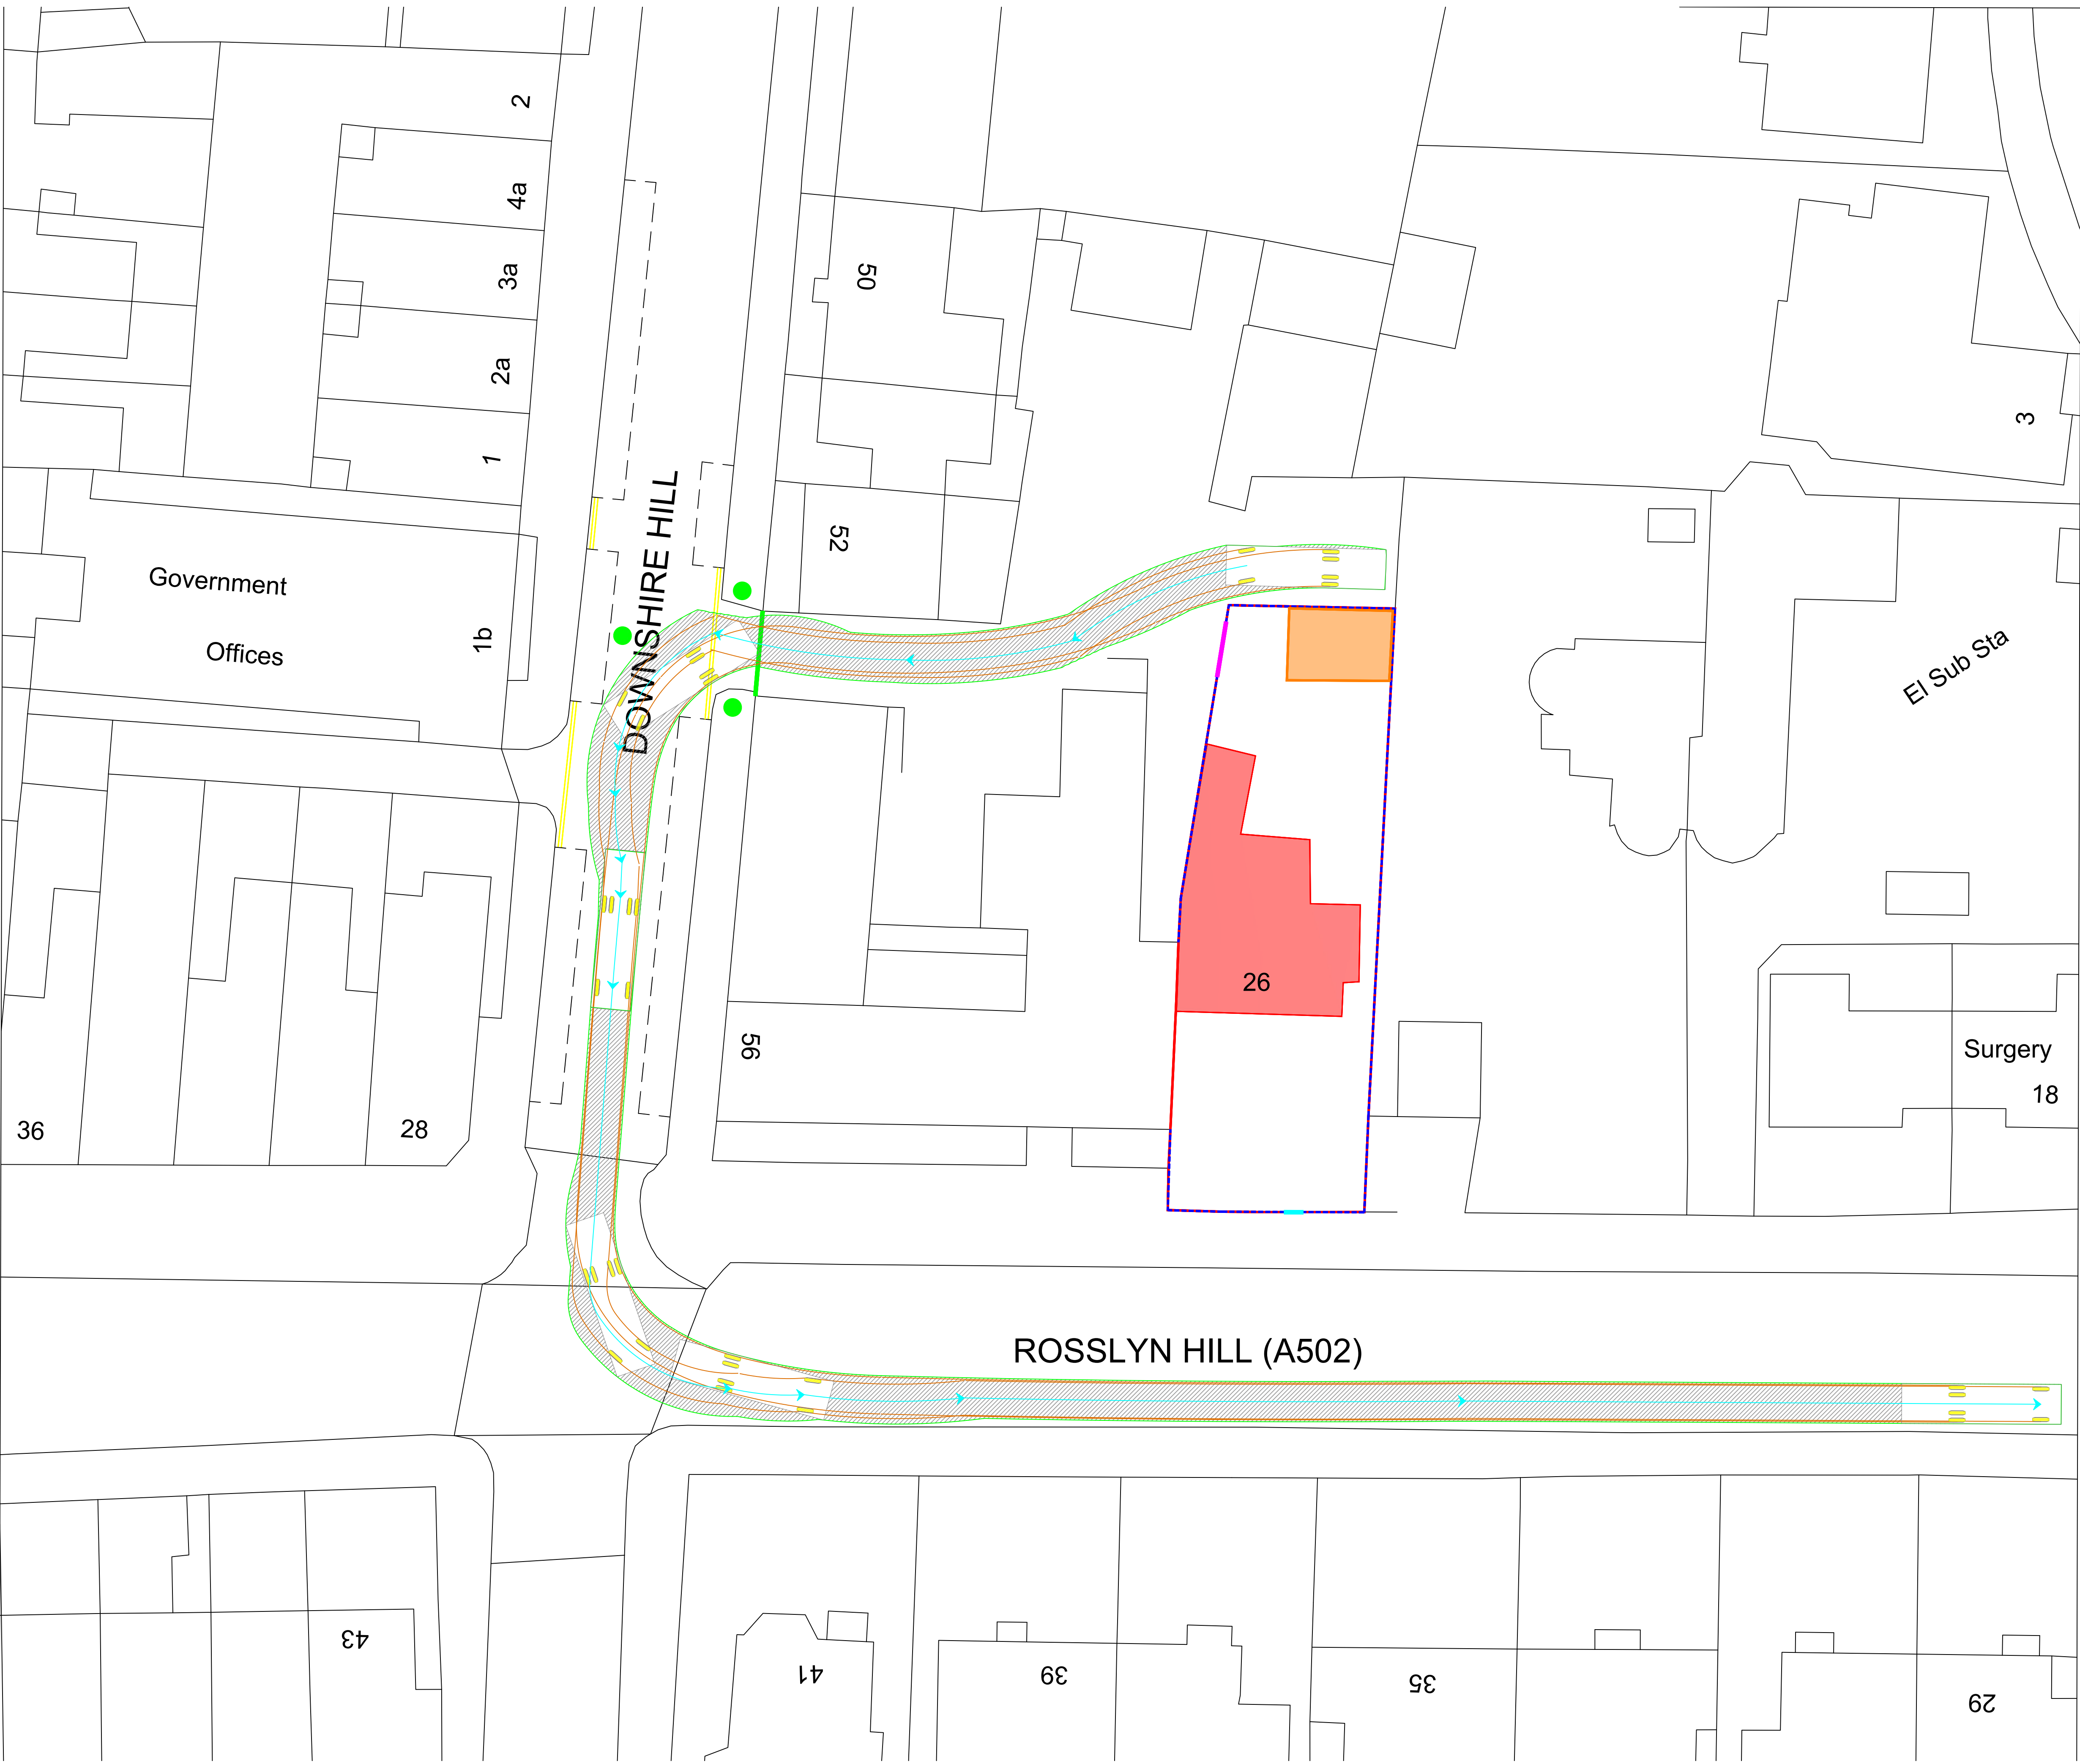 2
4a
3a
2a
1
50
52
3
DOWNSHIRE HILL
Government
Offices
1b
El Sub Sta
26
56
Surgery
18
36
28
ROSSLYN HILL (A502)
43
41
39
35
29